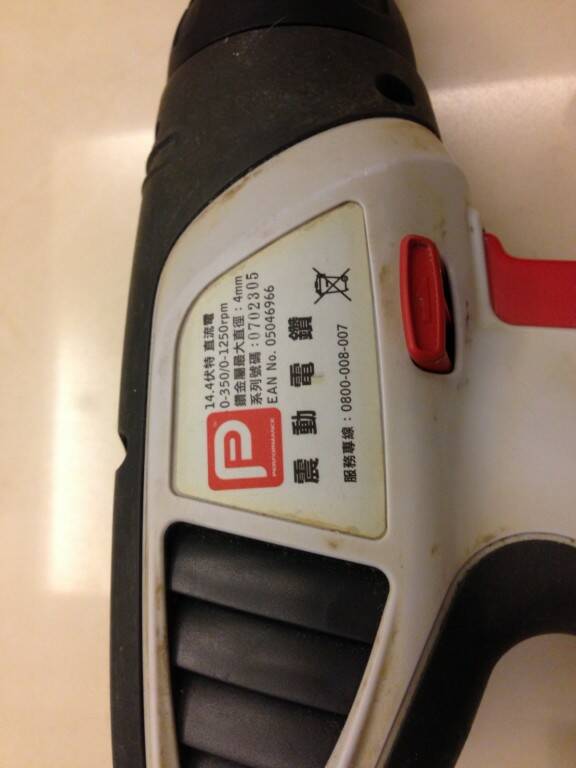 14.4伏特 直流電
0-350/0-1250rpm
鑽金屬最大直徑：4mm
系列號碼：0702305
EAN No. 05046966
P
PERFORMANCE
震動電鑽
服務專線：0800-008-007